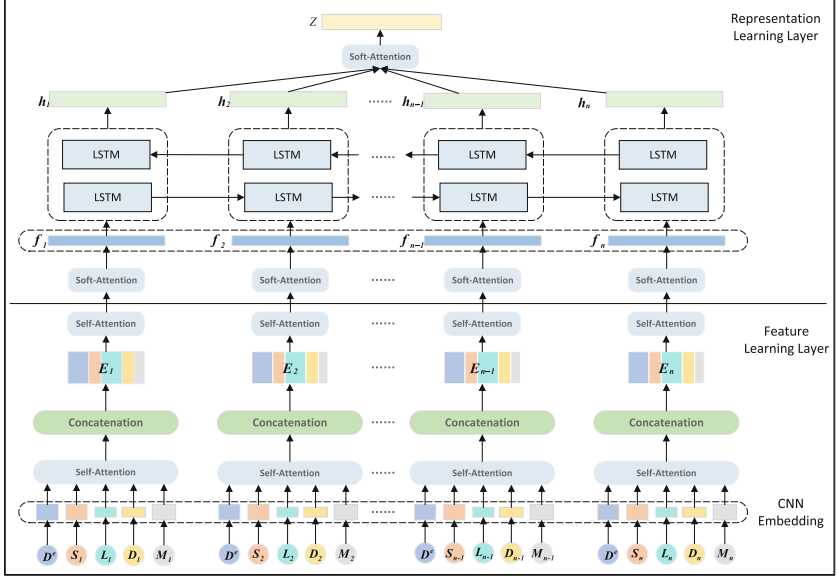 Z
Representation
Learning Layer
Soft-Attention
h1 h2 ...... hn-1 hn
LSTM LSTM ...... LSTM LSTM
LSTM LSTM ...... LSTM LSTM
f1 f2 fn-1 fn
Soft-Attention Soft-Attention ...... Soft-Attention Soft-Attention
Self-Attention Self-Attention ...... Self-Attention Self-Attention
Feature
Learning Layer
E1 E2 ...... En-1 En
Concatenation Concatenation ...... Concatenation Concatenation
Self-Attention Self-Attention ...... Self-Attention Self-Attention
......
CNN
Embedding
De S1 L1 D1 M1 De S2 L2 D2 M2 De Sn-1 Ln-1 Dn-1 Mn-1 De Sn Ln Dn Mn